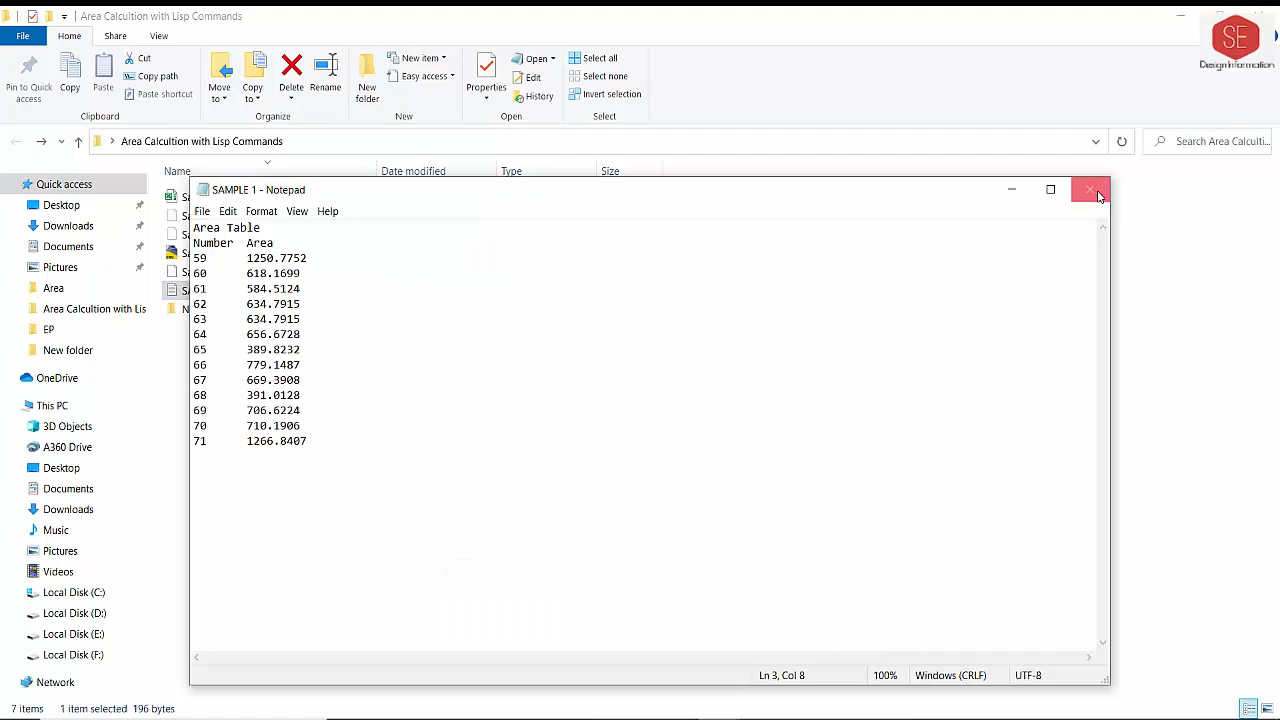 Area Calcultion with Lisp Commands
SE
Design Information
File Home Share View
Pin to Quick access
Copy
Paste
Cut
Copy path
Paste shortcut
Clipboard
Move to
Copy to
Delete
Rename
Organize
New folder
New item
Easy access
New
Properties
Open
Edit
History
Open
Select all
Select none
Invert selection
Select
Area Calcultion with Lisp Commands
Search Area Calculti...
Name Date modified Type Size
Quick access
Desktop
Downloads
Documents
Pictures
Area
Area Calcultion with Lis
EP
New folder
OneDrive
This PC
3D Objects
A360 Drive
Desktop
Documents
Downloads
Music
Pictures
Videos
Local Disk (C:)
Local Disk (D:)
Local Disk (E:)
Local Disk (F:)
Network
SAMPLE 1 - Notepad
File Edit Format View Help
Area Table
Number Area
59 1250.7752
60 618.1699
61 584.5124
62 634.7915
63 634.7915
64 656.6728
65 389.8232
66 779.1487
67 669.3908
68 391.0128
69 706.6224
70 710.1906
71 1266.8407
Ln 3, Col 8 100% Windows (CRLF) UTF-8
7 items 1 item selected 196 bytes